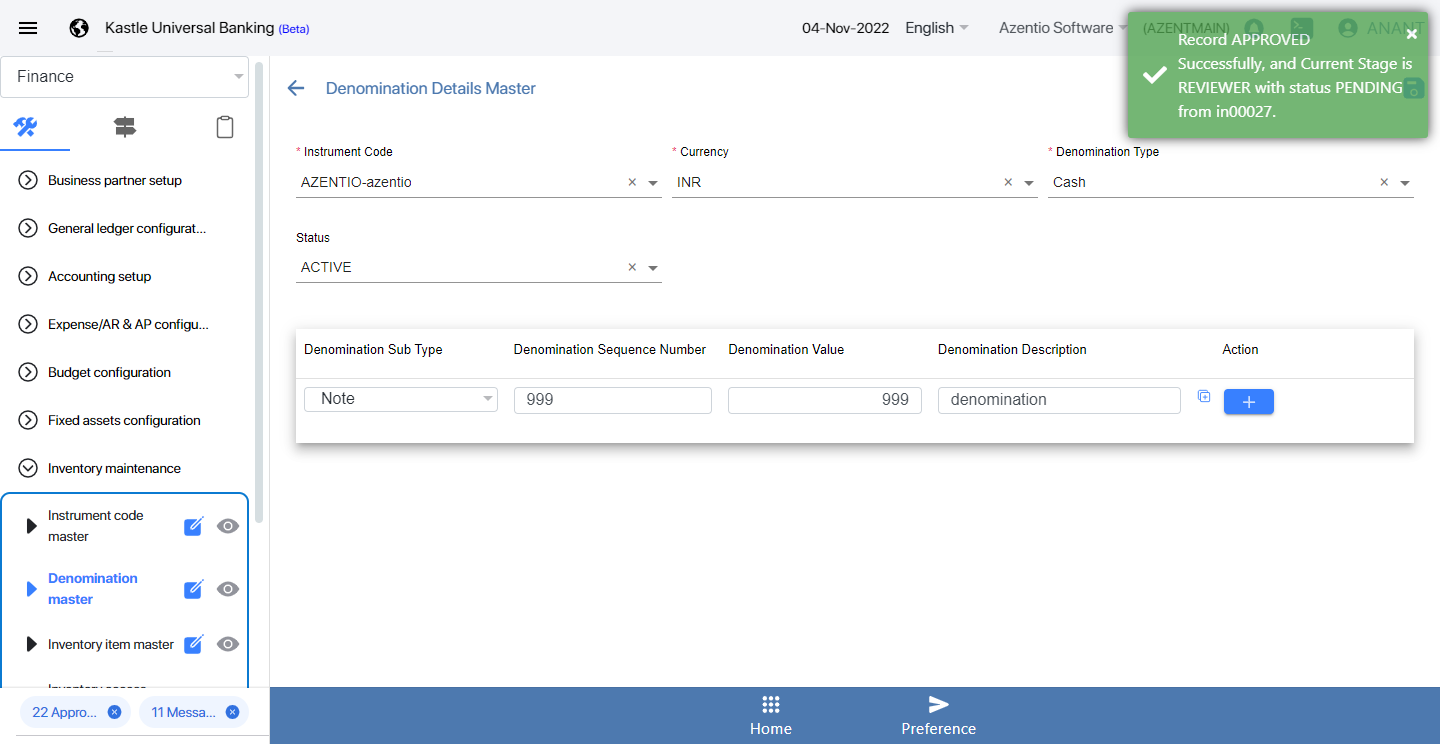 Kastle Universal Banking (Beta)
04-Nov-2022
English
Azentio Software
(AZENTMAIN)
ANANT
Record APPROVED
Successfully, and Current Stage is
REVIEWER with status PENDING
from in00027.
Finance
Denomination Details Master
Business partner setup
General ledger configurat...
Accounting setup
Expense/AR & AP configu...
Budget configuration
Fixed assets configuration
Inventory maintenance
Instrument code
master
Denomination
master
Inventory item master
22 Appro...
11 Messa...
* Instrument Code
* Currency
* Denomination Type
AZENTIO-azentio
INR
Cash
Status
ACTIVE
Denomination Sub Type
Denomination Sequence Number
Denomination Value
Denomination Description
Action
Note
999
999
denomination
Home
Preference